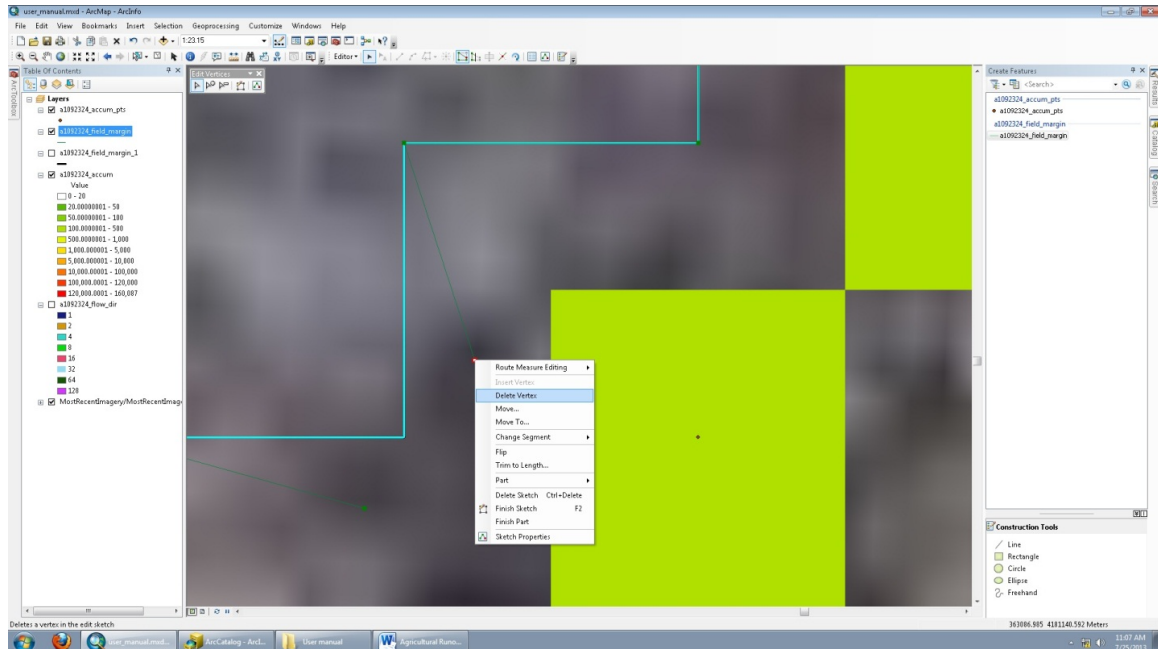 user_manual.mxd - ArcMap - ArcInfo
File Edit View Bookmarks Insert Selection Geoprocessing Customize Windows Help
1:23.15
Editor
Table Of Contents
Layers
a1092324_accum_pts
a1092324_field_margin
a1092324_field_margin_1
a1092324_accum
Value
0 - 20
20.00000001 - 50
50.00000001 - 100
100.0000001 - 500
500.0000001 - 1,000
1,000.000001 - 5,000
5,000.000001 - 10,000
10,000.00001 - 100,000
100,000.0001 - 120,000
120,000.0001 - 160,087
a1092324_flow_dir
1
2
4
8
16
32
64
128
MostRecentImagery/MostRecentImage
ArcToolbox
Edit Vertices
Route Measure Editing
Insert Vertex
Delete Vertex
Move...
Move To...
Change Segment
Flip
Trim to Length...
Part
Delete Sketch Ctrl+Delete
Finish Sketch F2
Finish Part
Sketch Properties
Create Features
<Search>
a1092324_accum_pts
a1092324_accum_pts
a1092324_field_margin
a1092324_field_margin
Construction Tools
Line
Rectangle
Circle
Ellipse
Freehand
Results
Catalog
Search
Deletes a vertex in the edit sketch
363086.985 4181140.592 Meters
user_manual.mxd...
ArcCatalog - ArcI...
User manual
Agricultural Runo...
11:07 AM
7/25/2013